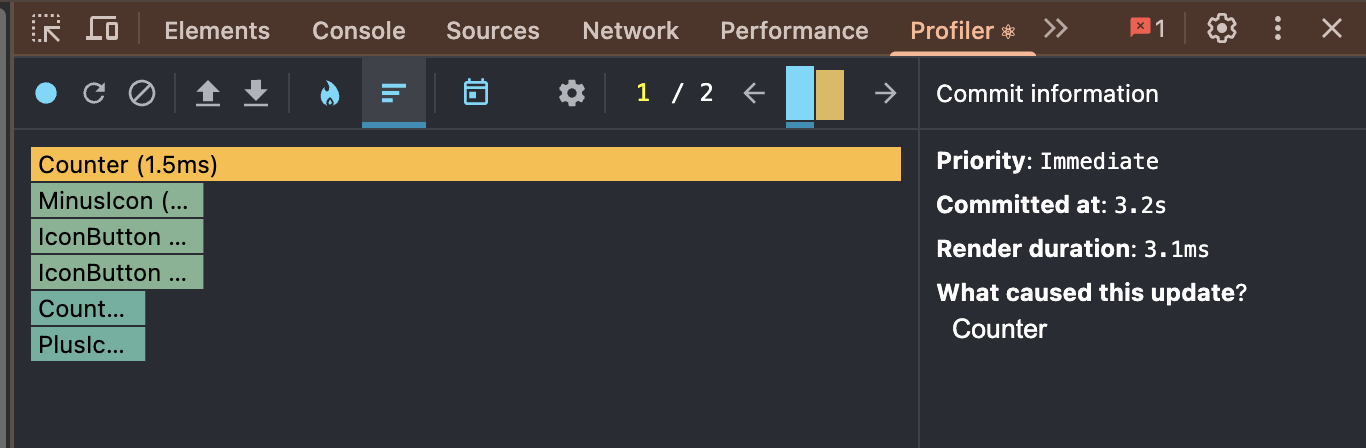 Elements Console Sources Network Performance Profiler ⚛ 1
1 / 2
Commit information
Counter (1.5ms)
MinusIcon (...
IconButton ...
IconButton ...
Count...
PlusIc...
Priority: Immediate
Committed at: 3.2s
Render duration: 3.1ms
What caused this update?
Counter